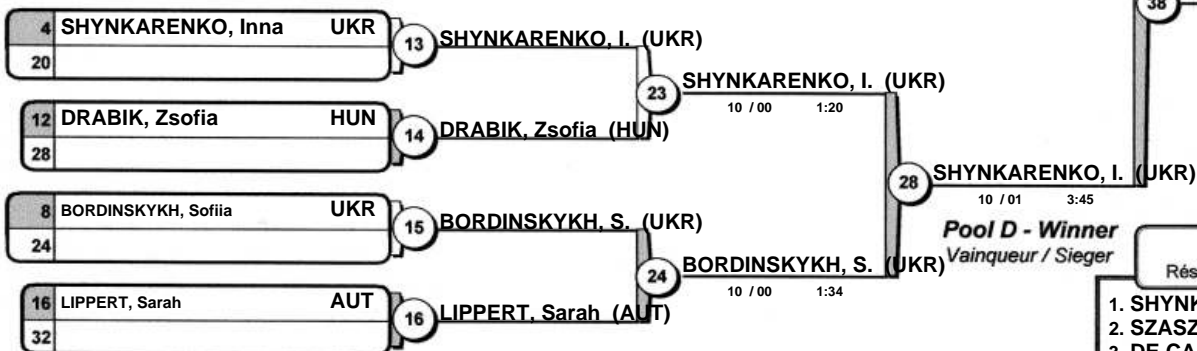 38
4 SHYNKARENKO, Inna UKR
20
13 SHYNKARENKO, I. (UKR)
23 SHYNKARENKO, I. (UKR)
10 / 00 1:20
12 DRABIK, Zsofia HUN
28
14 DRABIK, Zsofia (HUN)
28 SHYNKARENKO, I. (UKR)
10 / 01 3:45
Pool D - Winner
Vainqueur / Sieger
8 BORDINSKYKH, Sofiia UKR
24
15 BORDINSKYKH, S. (UKR)
24 BORDINSKYKH, S. (UKR)
10 / 00 1:34
16 LIPPERT, Sarah AUT
32
16 LIPPERT, Sarah (AUT)
Rés
1. SHYNK
2. SZASZ